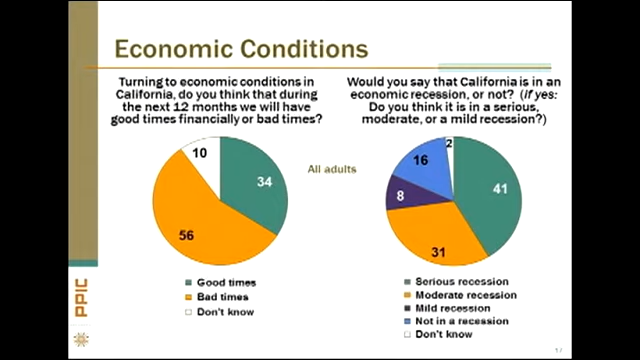 Economic Conditions
Turning to economic conditions in
California, do you think that during
the next 12 months we will have
good times financially or bad times?
Would you say that California is in an
economic recession, or not? (if yes:
Do you think it is in a serious,
moderate, or a mild recession?)
All adults
10
34
56
2
16
41
8
31
Good times
Bad times
Don't know
Serious recession
Moderate recession
Mild recession
Not in a recession
Don't know
PPIC